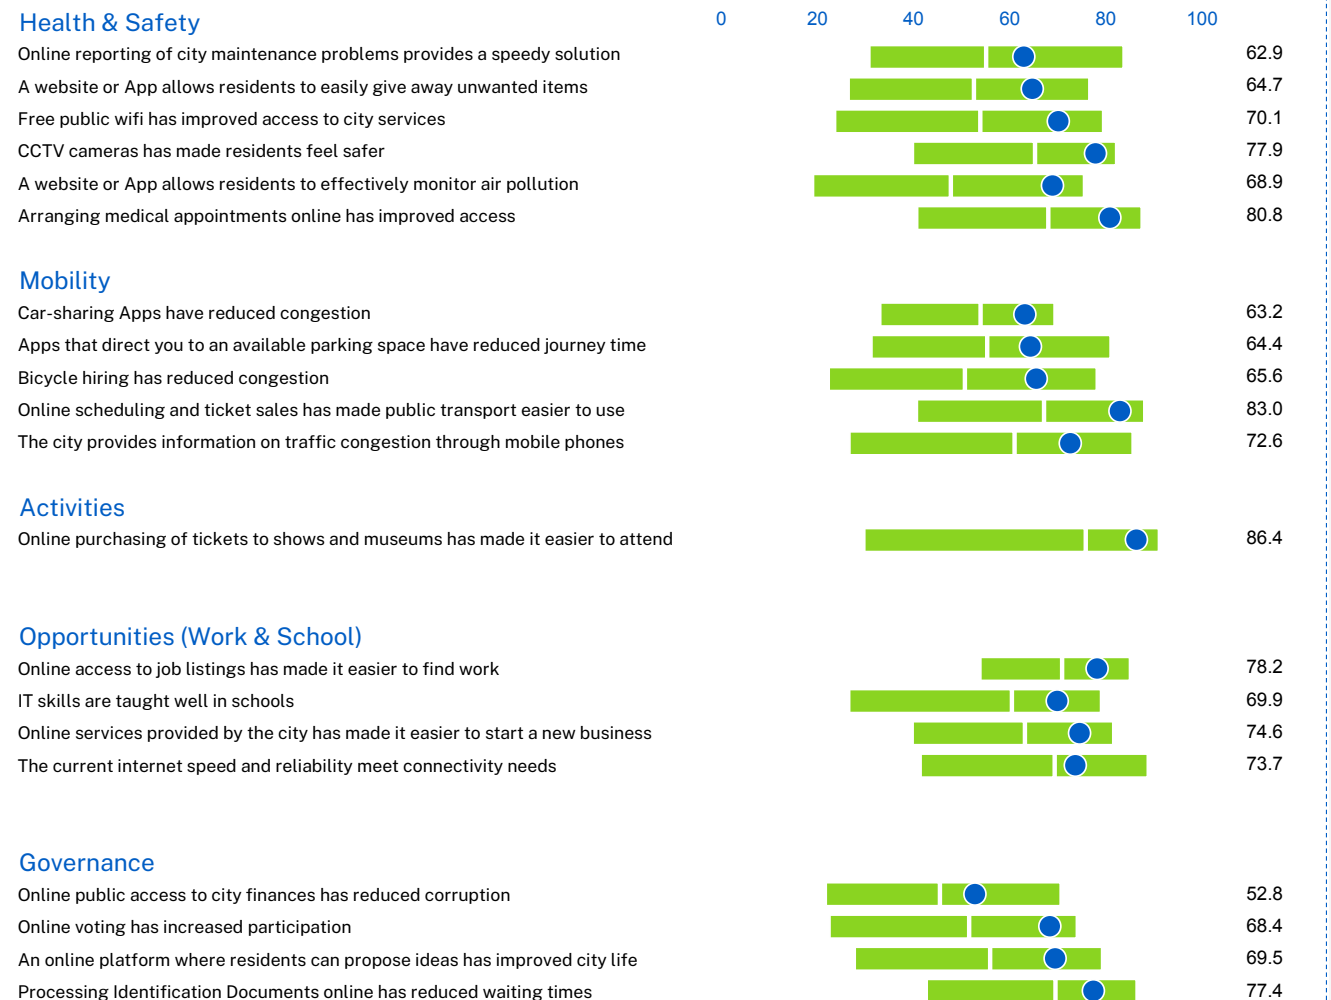 Health & Safety 0 20 40 60 80 100
Online reporting of city maintenance problems provides a speedy solution 62.9
A website or App allows residents to easily give away unwanted items 64.7
Free public wifi has improved access to city services 70.1
CCTV cameras has made residents feel safer 77.9
A website or App allows residents to effectively monitor air pollution 68.9
Arranging medical appointments online has improved access 80.8
Mobility
Car-sharing Apps have reduced congestion 63.2
Apps that direct you to an available parking space have reduced journey time 64.4
Bicycle hiring has reduced congestion 65.6
Online scheduling and ticket sales has made public transport easier to use 83.0
The city provides information on traffic congestion through mobile phones 72.6
Activities
Online purchasing of tickets to shows and museums has made it easier to attend 86.4
Opportunities (Work & School)
Online access to job listings has made it easier to find work 78.2
IT skills are taught well in schools 69.9
Online services provided by the city has made it easier to start a new business 74.6
The current internet speed and reliability meet connectivity needs 73.7
Governance
Online public access to city finances has reduced corruption 52.8
Online voting has increased participation 68.4
An online platform where residents can propose ideas has improved city life 69.5
Processing Identification Documents online has reduced waiting times 77.4